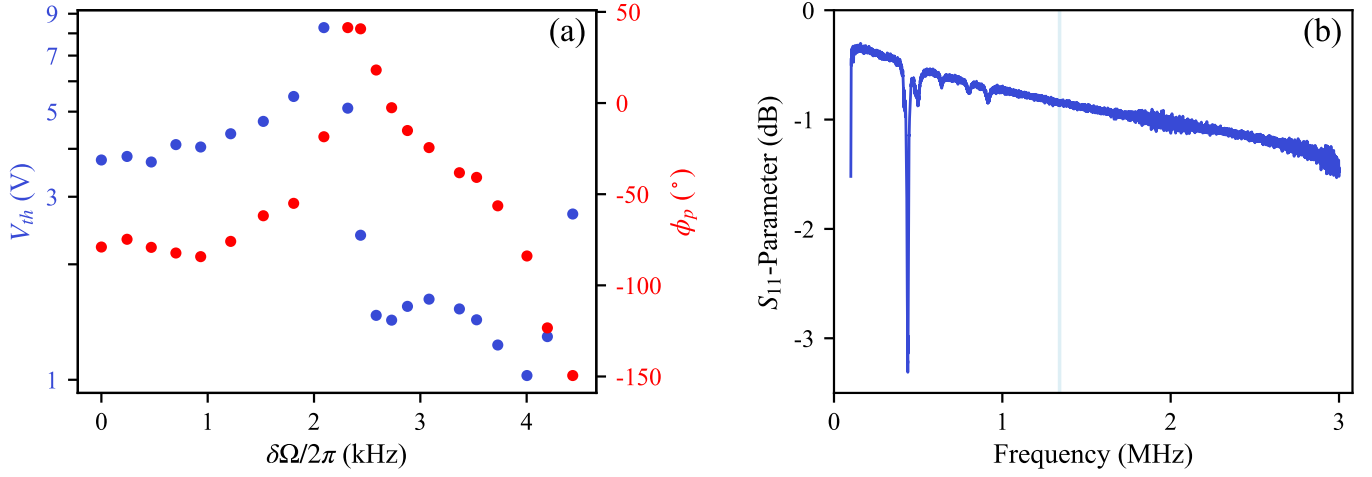 (a)
9
7
5
3
1
V_th (V)
50
0
-50
-100
-150
ϕ_p (°)
0 1 2 3 4
δΩ/2π (kHz)
(b)
0
-1
-2
-3
S₁₁-Parameter (dB)
0 1 2 3
Frequency (MHz)